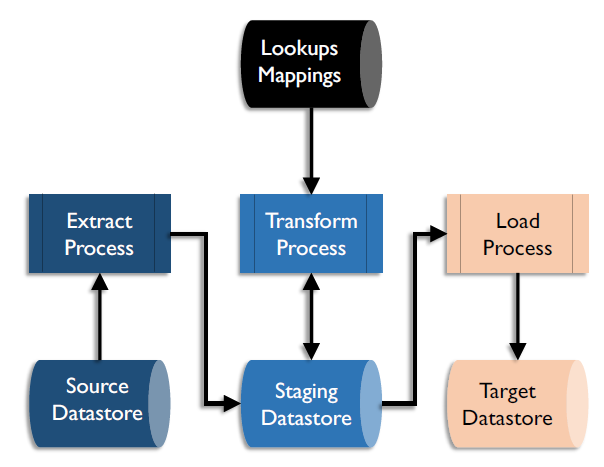 Lookups
Mappings
Extract
Process
Transform
Process
Load
Process
Source
Datastore
Staging
Datastore
Target
Datastore